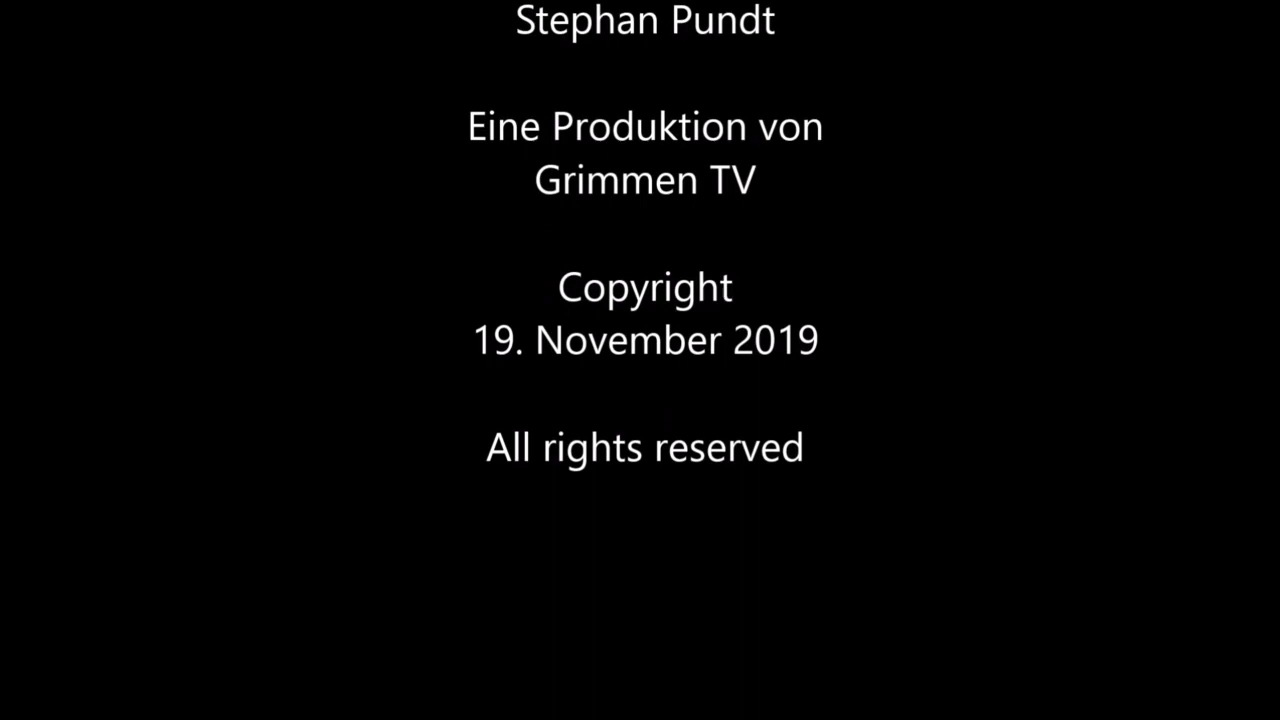 Stephan Pundt
Eine Produktion von
Grimmen TV
Copyright
19. November 2019
All rights reserved